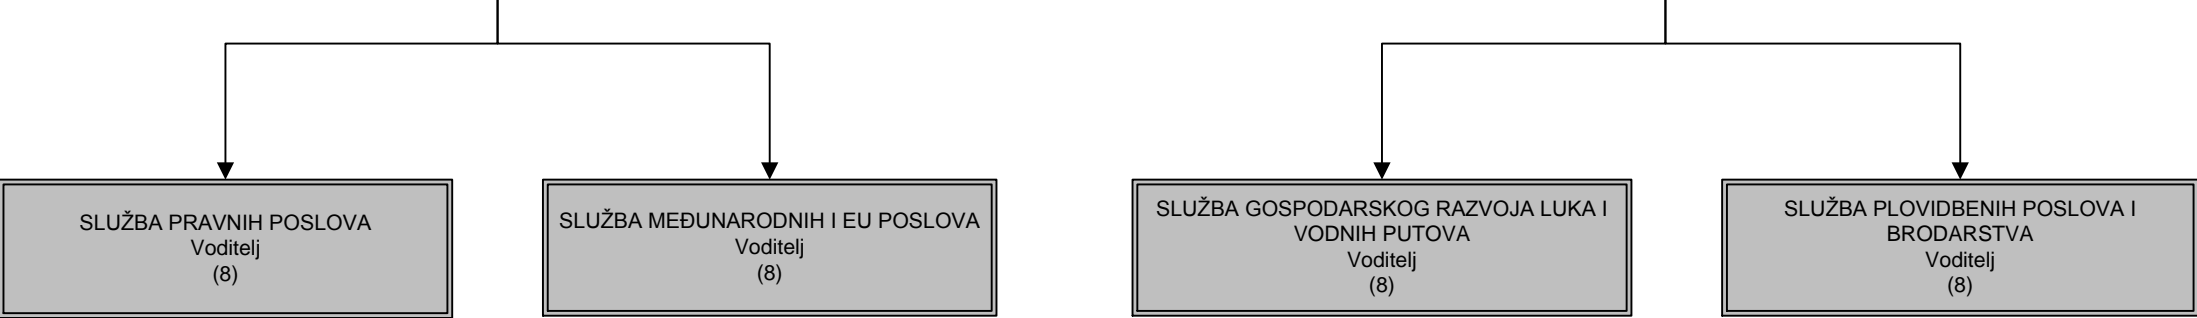 SLUŽBA PRAVNIH POSLOVA
Voditelj
(8)
SLUŽBA MEĐUNARODNIH I EU POSLOVA
Voditelj
(8)
SLUŽBA GOSPODARSKOG RAZVOJA LUKA I
VODNIH PUTOVA
Voditelj
(8)
SLUŽBA PLOVIDBENIH POSLOVA I
BRODARSTVA
Voditelj
(8)